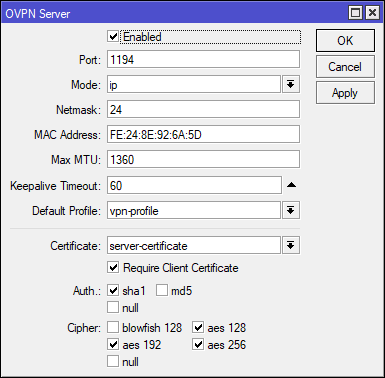 OVPN Server
Enabled
OK
Port: 1194
Cancel
Mode: ip
Apply
Netmask: 24
MAC Address: FE:24:8E:92:6A:5D
Max MTU: 1360
Keepalive Timeout: 60
Default Profile: vpn-profile
Certificate: server-certificate
Require Client Certificate
Auth.: sha1 md5
null
Cipher: blowfish 128 aes 128
aes 192 aes 256
null